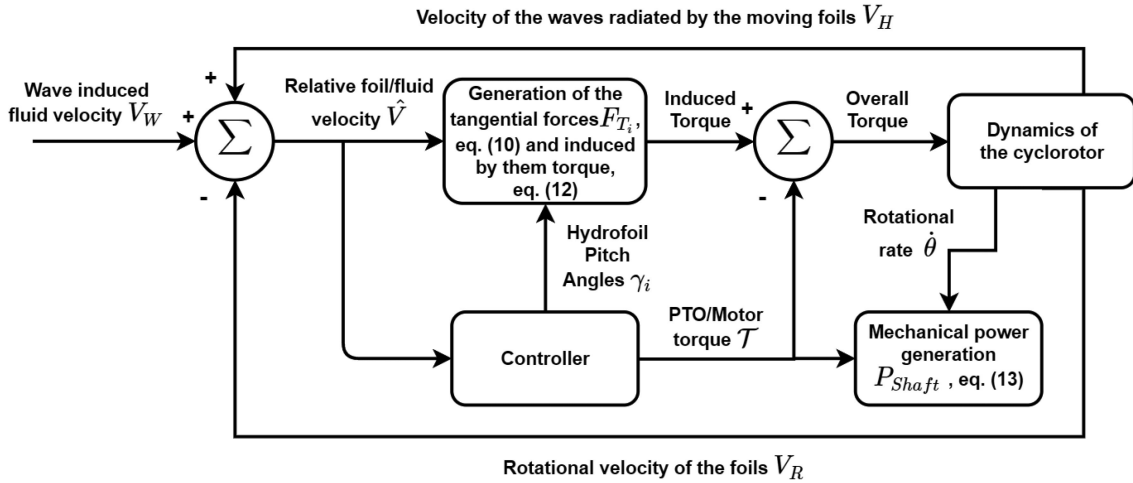 Velocity of the waves radiated by the moving foils V_H
Wave induced
fluid velocity V_W
+
+
-
Σ
Relative foil/fluid
velocity V̂
Generation of the
tangential forces F_{T_i},
eq. (10) and induced
by them torque,
eq. (12)
Induced
Torque
+
-
Σ
Overall
Torque
Dynamics of
the cyclorotor
Rotational
rate θ̇
Hydrofoil
Pitch
Angles γ_i
Controller
PTO/Motor
torque 𝒯
Mechanical power
generation
P_{Shaft} , eq. (13)
Rotational velocity of the foils V_R